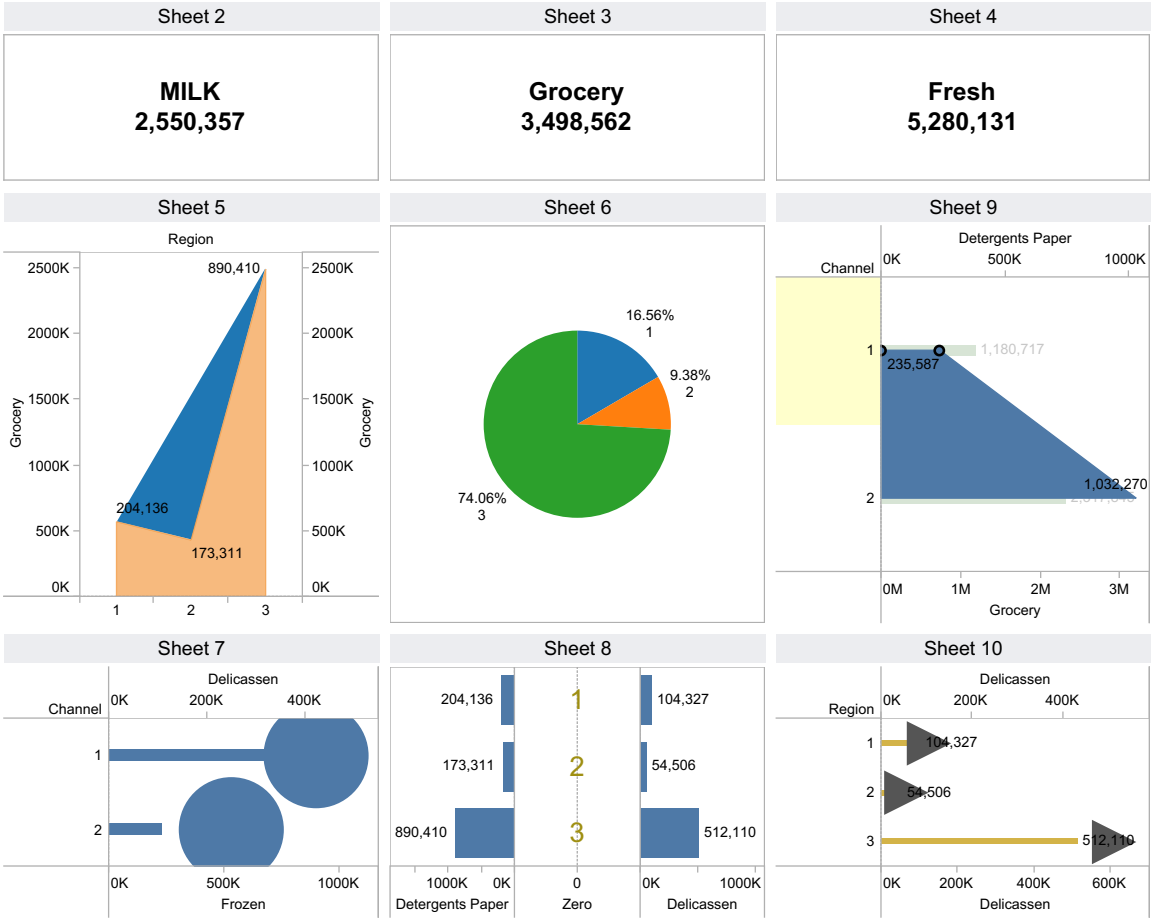 Sheet 2
MILK
2,550,357
Sheet 3
Grocery
3,498,562
Sheet 4
Fresh
5,280,131
Sheet 5
Region
2500K
2000K
1500K
1000K
500K
0K
Grocery
890,410
204,136
173,311
1
2
3
2500K
2000K
1500K
1000K
500K
0K
Grocery
Sheet 6
16.56%
1
9.38%
2
74.06%
3
Sheet 9
Detergents Paper
0K 500K 1000K
Channel
1
1,180,717
235,587
1,032,270
2
0M 1M 2M 3M
Grocery
Sheet 7
Delicassen
0K 200K 400K
Channel
1
2
0K 500K 1000K
Frozen
Sheet 8
204,136 1 104,327
173,311 2 54,506
890,410 3 512,110
1000K 0K 0 0K 1000K
Detergents Paper Zero Delicassen
Sheet 10
Delicassen
0K 200K 400K
Region
1 104,327
2 54,506
3 512,110
0K 200K 400K 600K
Delicassen